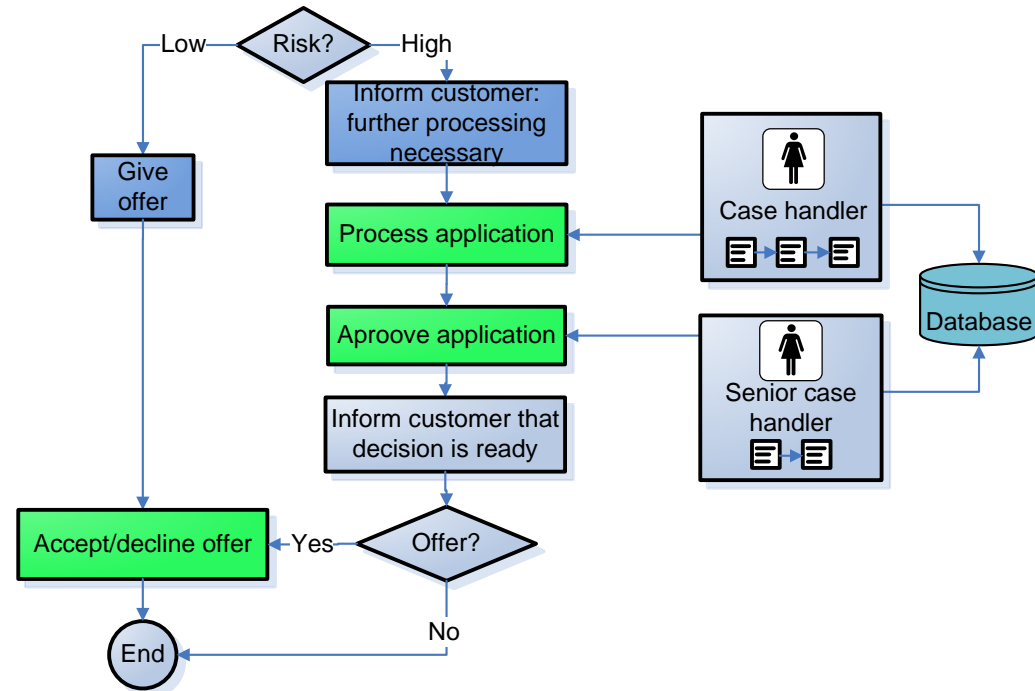 Risk?
Low
High
Inform customer:
further processing
necessary
Give
offer
Case handler
Process application
Database
Aproove application
Senior case
handler
Inform customer that
decision is ready
Accept/decline offer
Yes
Offer?
No
End